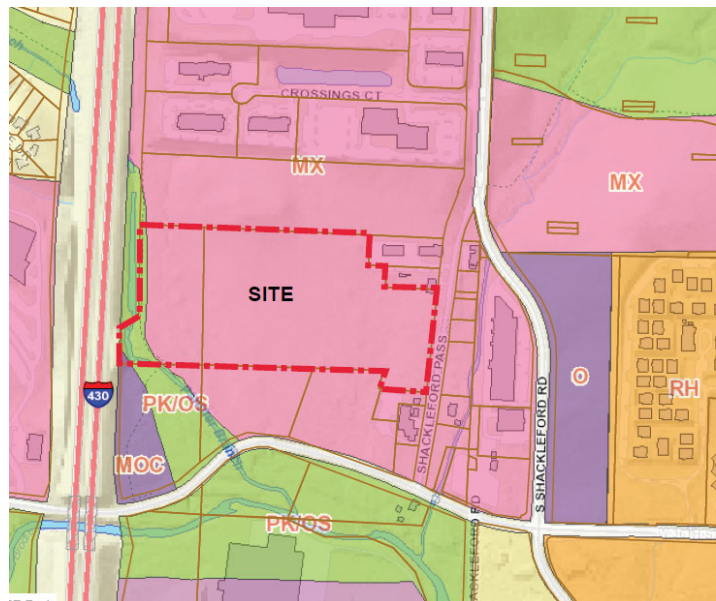 CROSSINGS CT
MX
MX
SITE
O
RH
SHACKLEFORD PASS
S SHACKLEFORD RD
430
PK/OS
MOC
PK/OS